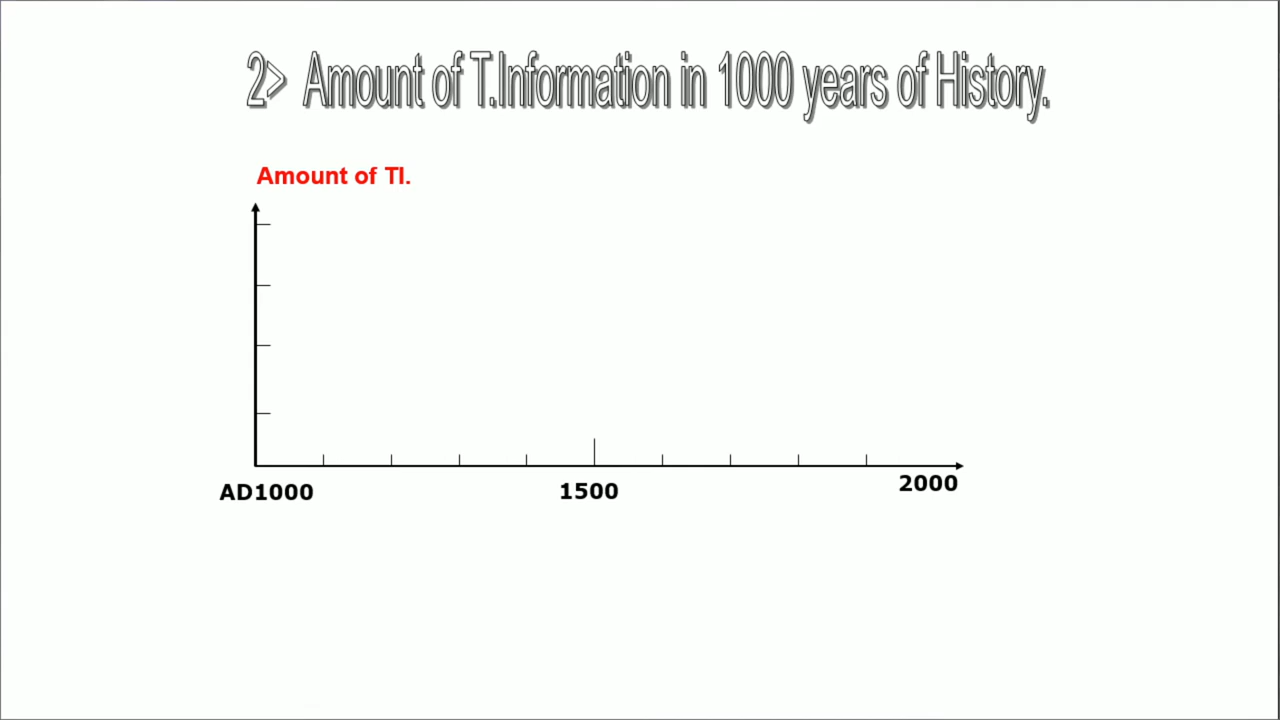 2> Amount of T.Information in 1000 years of History.
Amount of TI.
AD1000 1500 2000